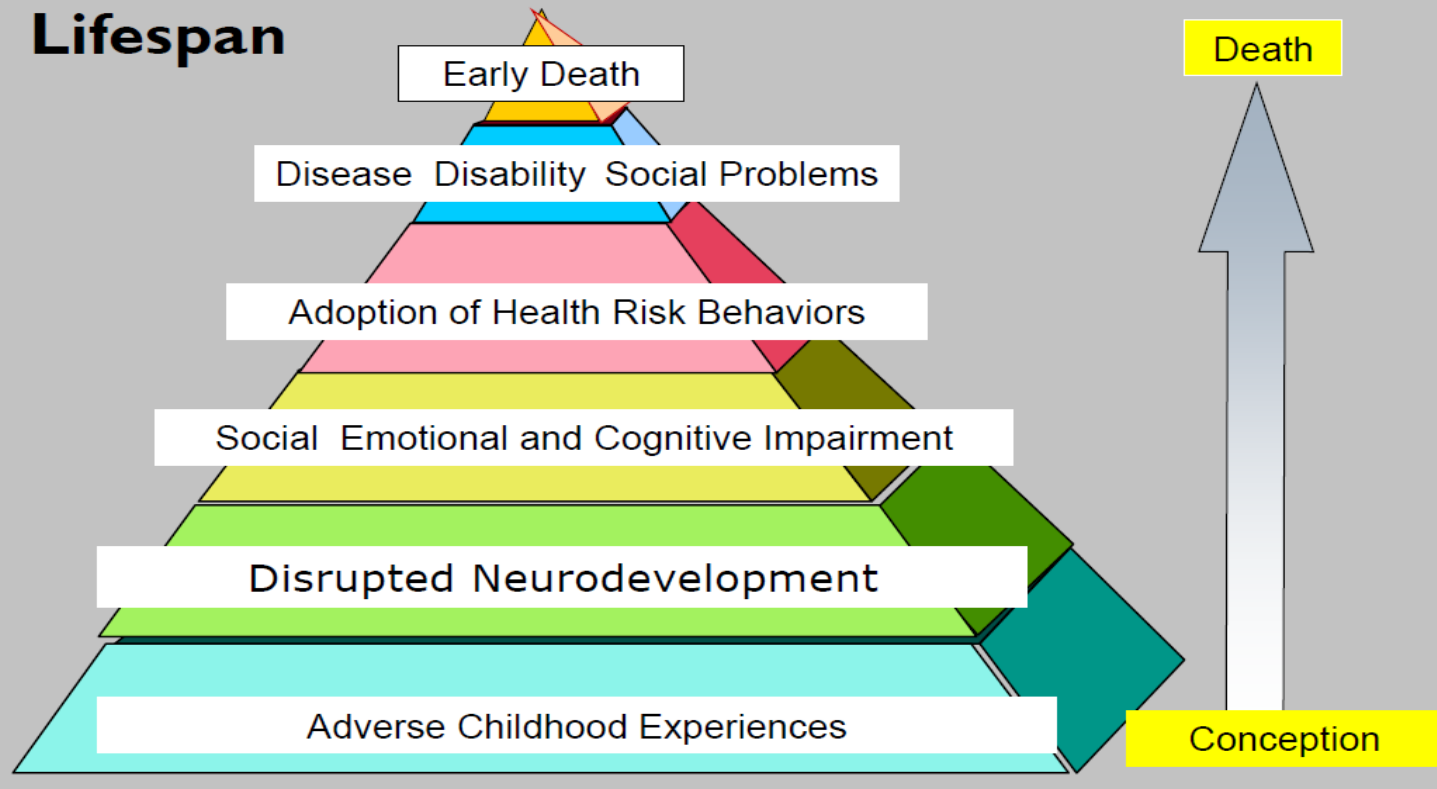 Lifespan
Early Death
Death
Disease Disability Social Problems
Adoption of Health Risk Behaviors
Social Emotional and Cognitive Impairment
Disrupted Neurodevelopment
Adverse Childhood Experiences
Conception